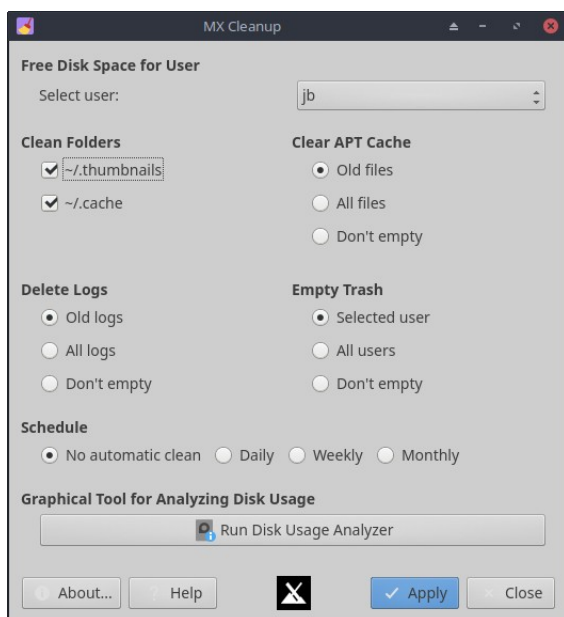 MX Cleanup
Free Disk Space for User
Select user: jb
Clean Folders Clear APT Cache
~/.thumbnails Old files
~/.cache All files
Don't empty
Delete Logs Empty Trash
Old logs Selected user
All logs All users
Don't empty Don't empty
Schedule
No automatic clean Daily Weekly Monthly
Graphical Tool for Analyzing Disk Usage
Run Disk Usage Analyzer
About... Help Apply Close